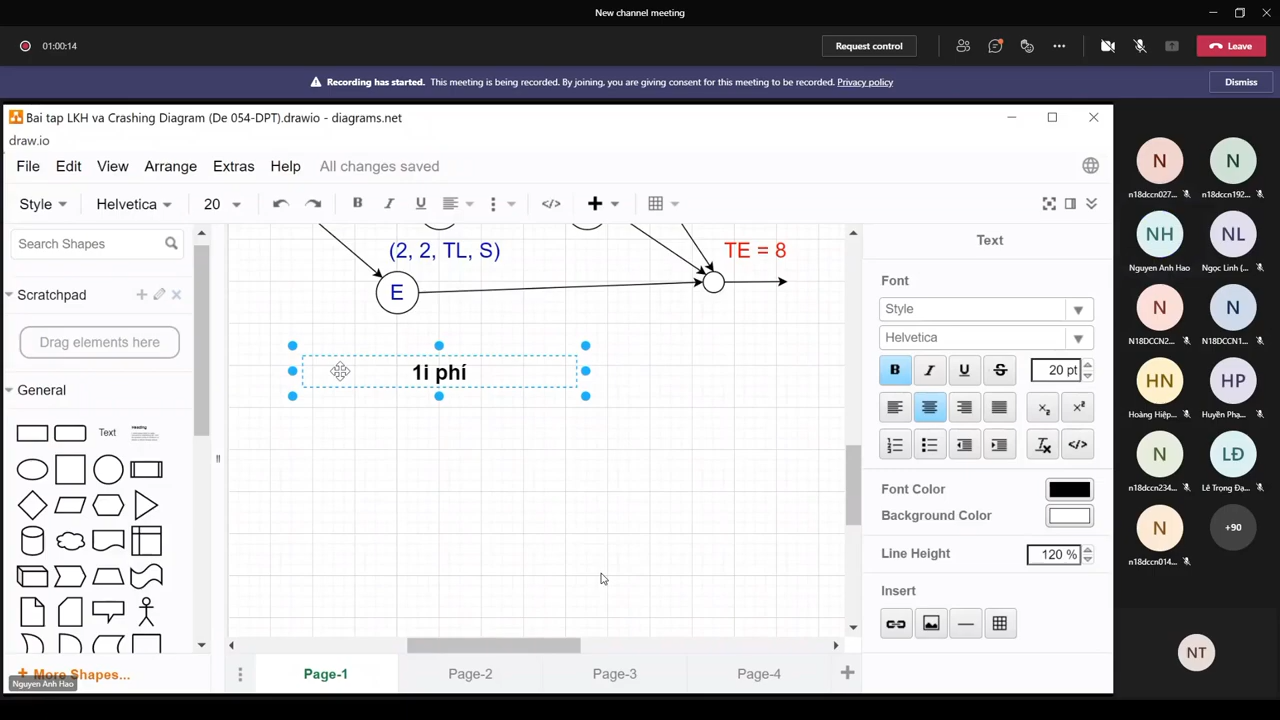 New channel meeting
01:00:14
Request control
Leave
Recording has started. This meeting is being recorded. By joining, you are giving consent for this meeting to be recorded. Privacy policy
Dismiss
Bai tap LKH va Crashing Diagram (De 054-DPT).drawio - diagrams.net
draw.io
File Edit View Arrange Extras Help All changes saved
Style Helvetica 20 B I U </>
Search Shapes
Scratchpad
Drag elements here
General
Text
Heading
More Shapes...
Nguyen Anh Hao
(2, 2, TL, S)
TE = 8
E
1i phí
Page-1 Page-2 Page-3 Page-4
Text
Font
Style
Helvetica
B I U S 20 pt
Font Color
Background Color
Line Height 120 %
Insert
N N
n18dccn027... n18dccn192...
NH NL
Nguyen Anh Hao Ngọc Linh (...
N N
N18DCCN2... N18DCCN1...
HN HP
Hoàng Hiệp... Huyền Phạ...
N LĐ
n18dccn234... Lê Trọng Đạ...
N +90
n18dccn014...
NT